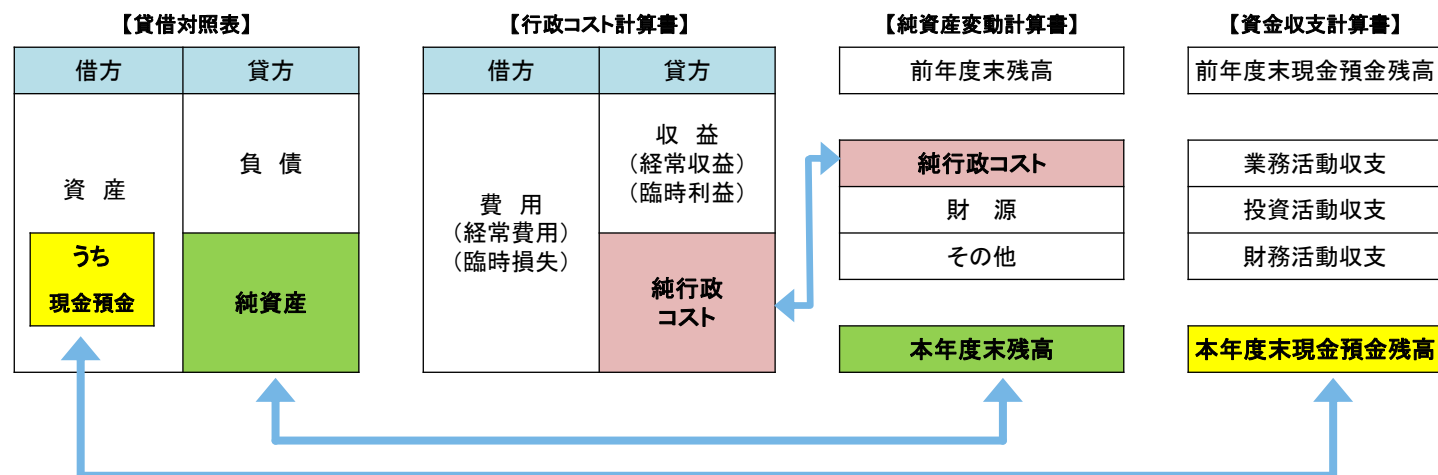 【貸借対照表】
借方
貸方
資 産
うち
現金預金
負 債
純資産
【行政コスト計算書】
借方
貸方
費 用
（経常費用）
（臨時損失）
収 益
（経常収益）
（臨時利益）
純行政
コスト
【純資産変動計算書】
前年度末残高
純行政コスト
財 源
その他
本年度末残高
【資金収支計算書】
前年度末現金預金残高
業務活動収支
投資活動収支
財務活動収支
本年度末現金預金残高